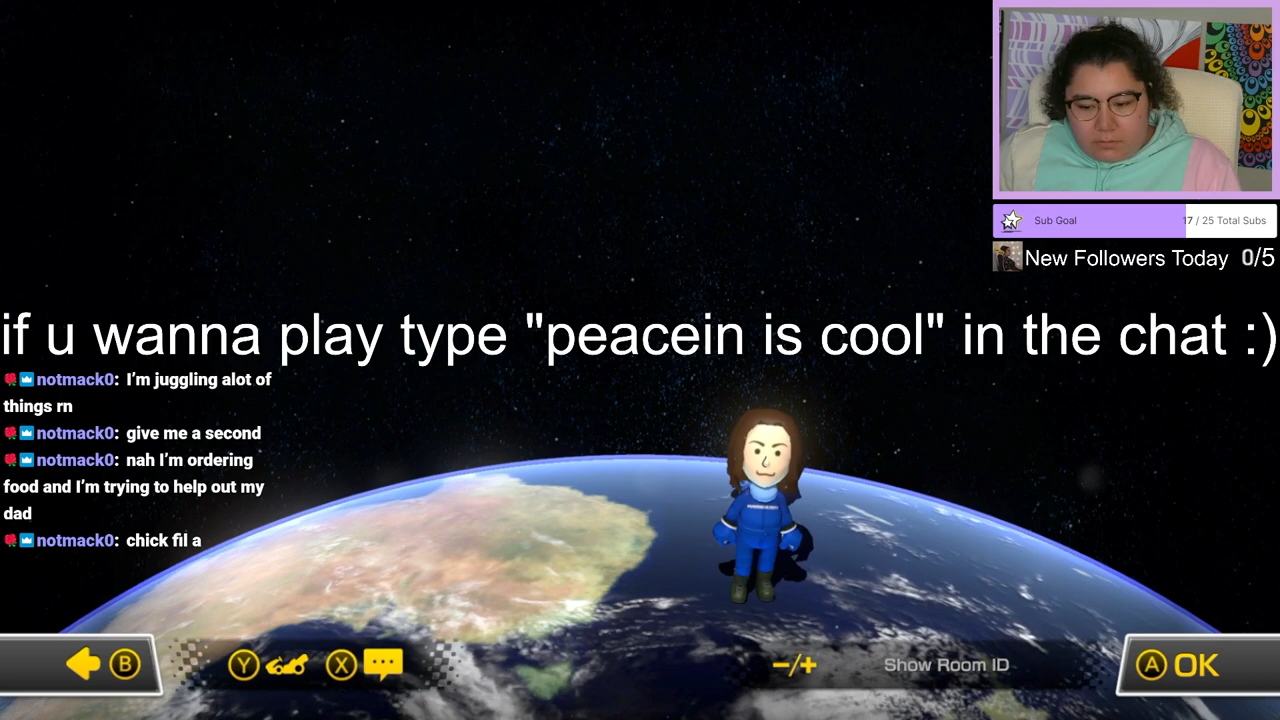 Sub Goal 17 / 25 Total Subs
New Followers Today 0/5
if u wanna play type "peacein is cool" in the chat :)
notmack0: I'm juggling alot of
things rn
notmack0: give me a second
notmack0: nah I'm ordering
food and I'm trying to help out my
dad
notmack0: chick fil a
B Y X -/+ Show Room ID A OK